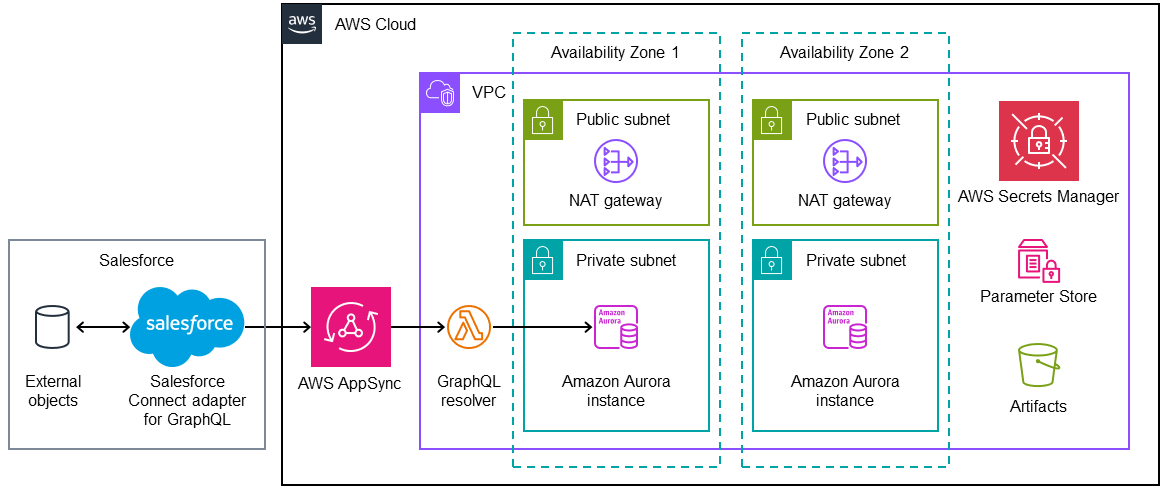 aws
AWS Cloud
Availability Zone 1
Availability Zone 2
VPC
Public subnet
NAT gateway
Public subnet
NAT gateway
AWS Secrets Manager
Salesforce
External
objects
salesforce
Salesforce
Connect adapter
for GraphQL
AWS AppSync
GraphQL
resolver
Private subnet
Amazon
Aurora
Amazon Aurora
instance
Private subnet
Amazon
Aurora
Amazon Aurora
instance
Parameter Store
Artifacts